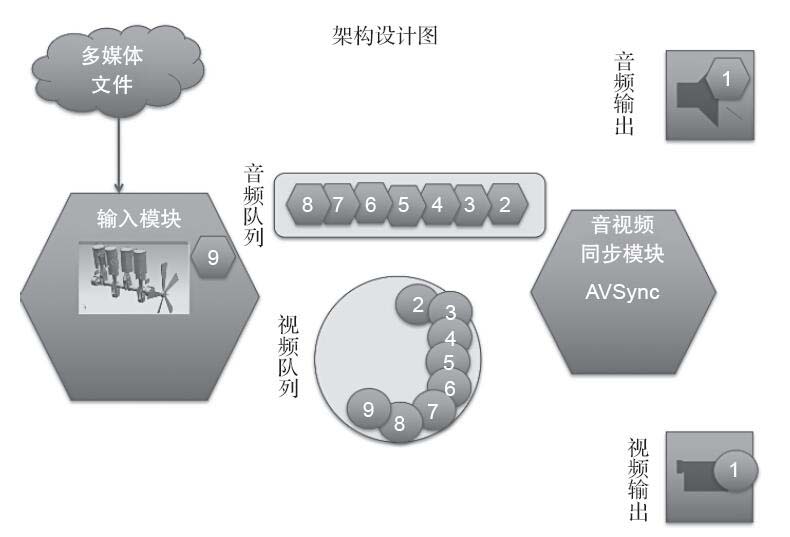 架构设计图
多媒体
文件
音频输出
1
音频队列
8 7 6 5 4 3 2
输入模块
9
音视频
同步模块
AVSync
视频队列
2
3
4
5
6
7
8
9
视频输出
1